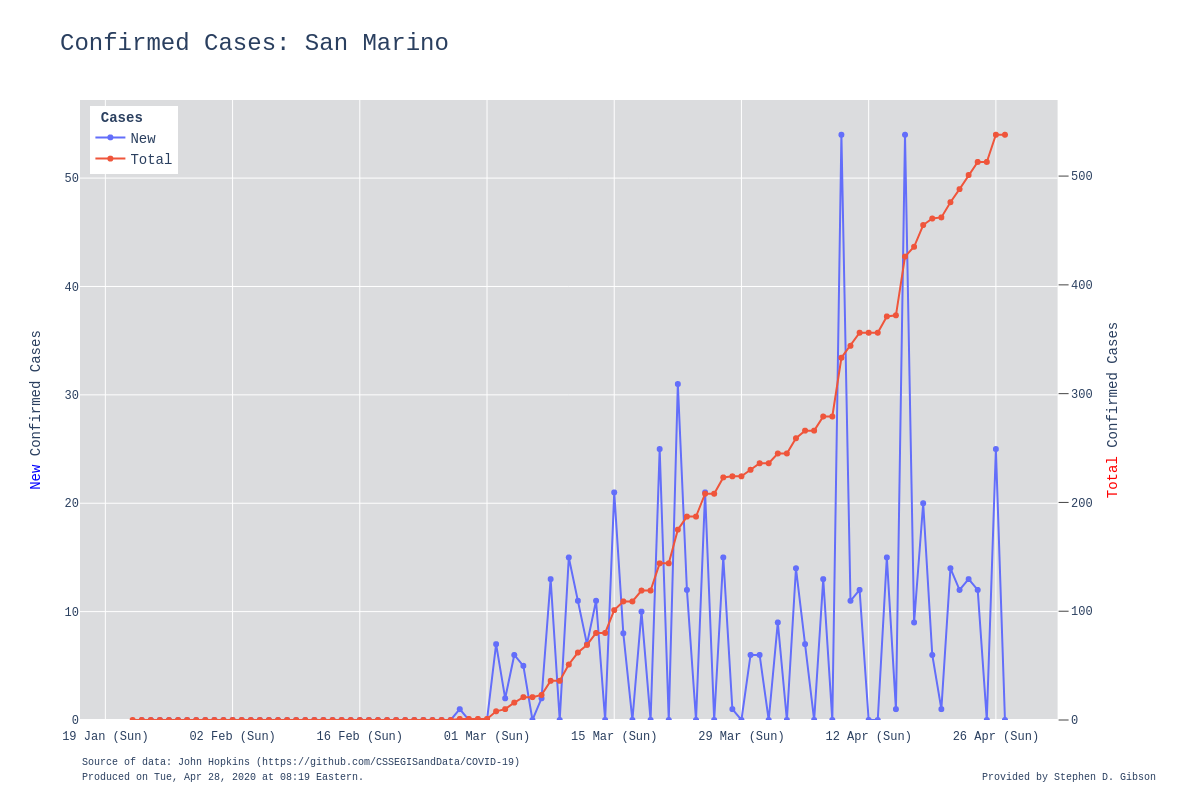 Confirmed Cases: San Marino
Cases
New
Total
50
40
30
20
10
0
500
400
300
200
100
0
New Confirmed Cases
Total Confirmed Cases
19 Jan (Sun) 02 Feb (Sun) 16 Feb (Sun) 01 Mar (Sun) 15 Mar (Sun) 29 Mar (Sun) 12 Apr (Sun) 26 Apr (Sun)
Source of data: John Hopkins (https://github.com/CSSEGISandData/COVID-19)
Produced on Tue, Apr 28, 2020 at 08:19 Eastern.
Provided by Stephen D. Gibson